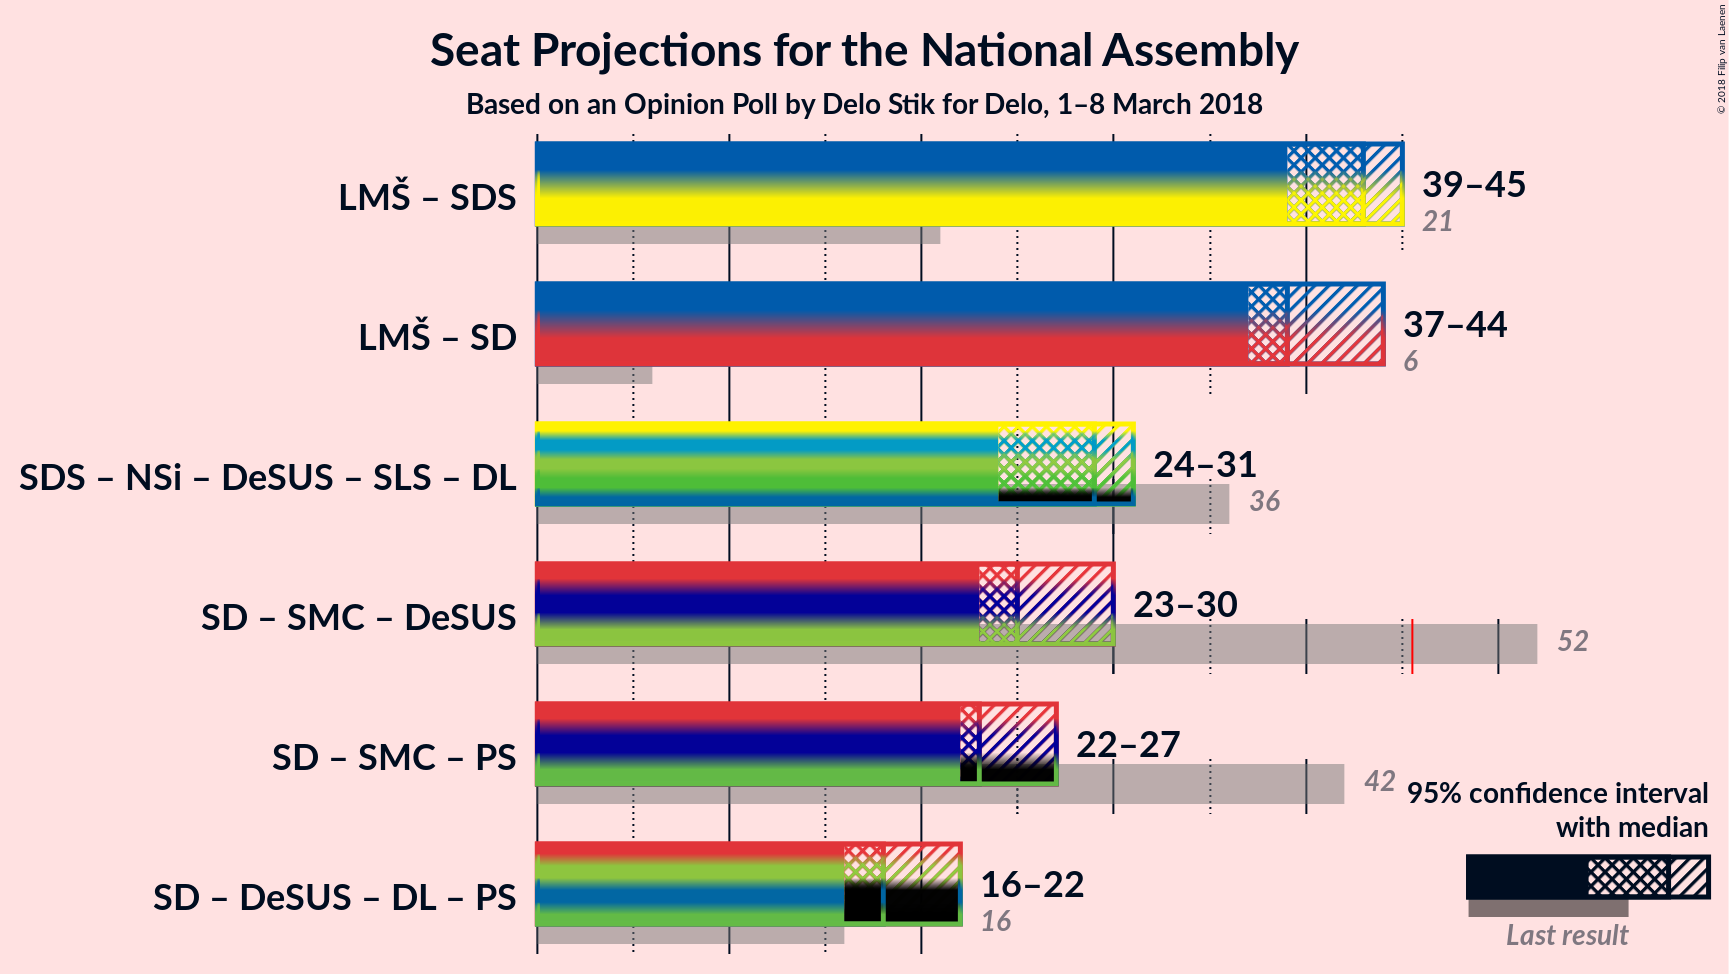 Seat Projections for the National Assembly
Based on an Opinion Poll by Delo Stik for Delo, 1–8 March 2018
© 2018 Filip van Laenen
LMŠ – SDS
39–45
21
LMŠ – SD
37–44
6
SDS – NSi – DeSUS – SLS – DL
24–31
36
SD – SMC – DeSUS
23–30
52
SD – SMC – PS
22–27
42
SD – DeSUS – DL – PS
16–22
16
95% confidence interval
with median
Last result